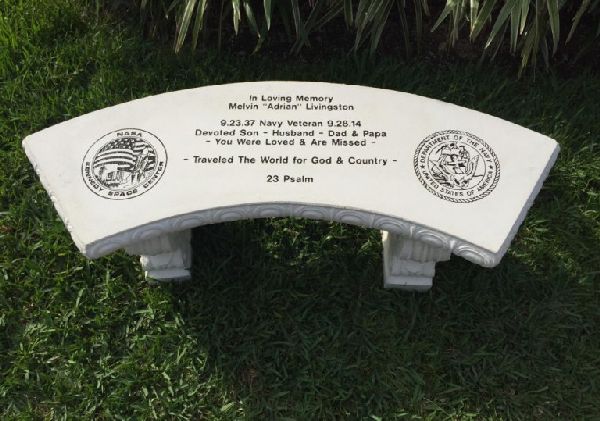 In Loving Memory
Melvin "Adrian" Livingston
9.23.37 Navy Veteran 9.28.14
Devoted Son - Husband - Dad & Papa
- You Were Loved & Are Missed -
- Traveled The World for God & Country -
23 Psalm
NASA
KENNEDY SPACE CENTER
DEPARTMENT OF THE NAVY
UNITED STATES OF AMERICA